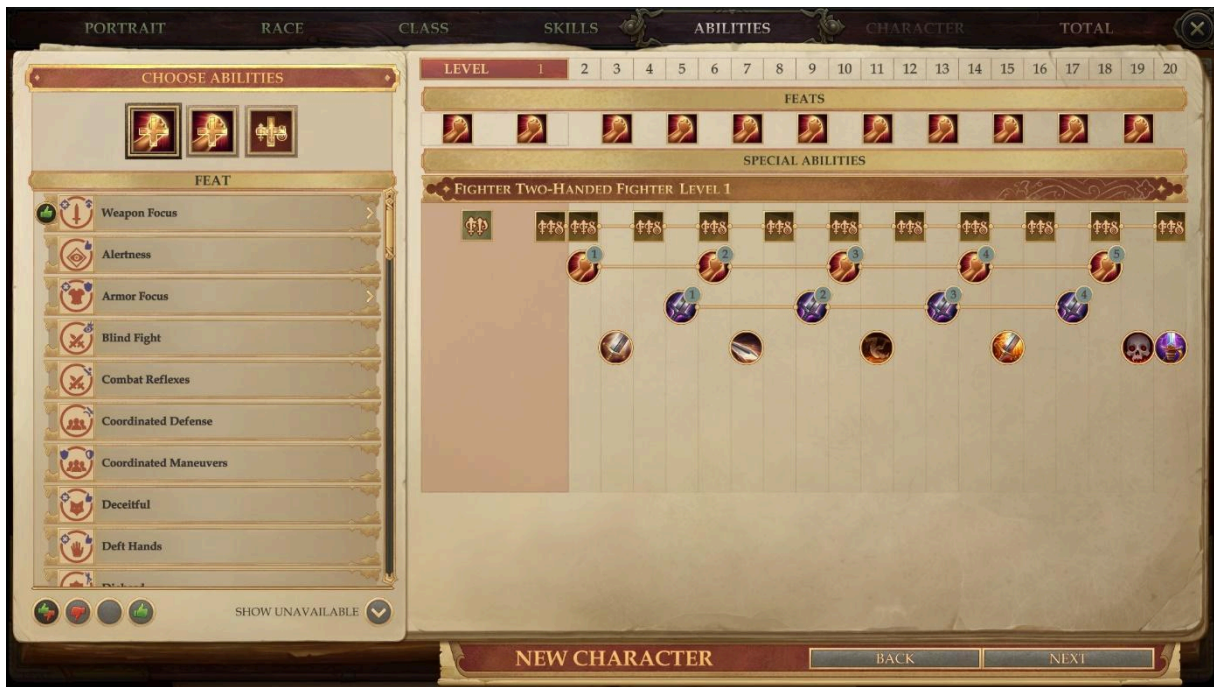 PORTRAIT RACE CLASS SKILLS ABILITIES CHARACTER TOTAL
CHOOSE ABILITIES
FEAT
Weapon Focus
Alertness
Armor Focus
Blind Fight
Combat Reflexes
Coordinated Defense
Coordinated Maneuvers
Deceitful
Deft Hands
SHOW UNAVAILABLE
LEVEL 1 2 3 4 5 6 7 8 9 10 11 12 13 14 15 16 17 18 19 20
FEATS
SPECIAL ABILITIES
FIGHTER TWO-HANDED FIGHTER LEVEL 1
1 2 3 4 5
1 2 3 4
NEW CHARACTER
BACK
NEXT